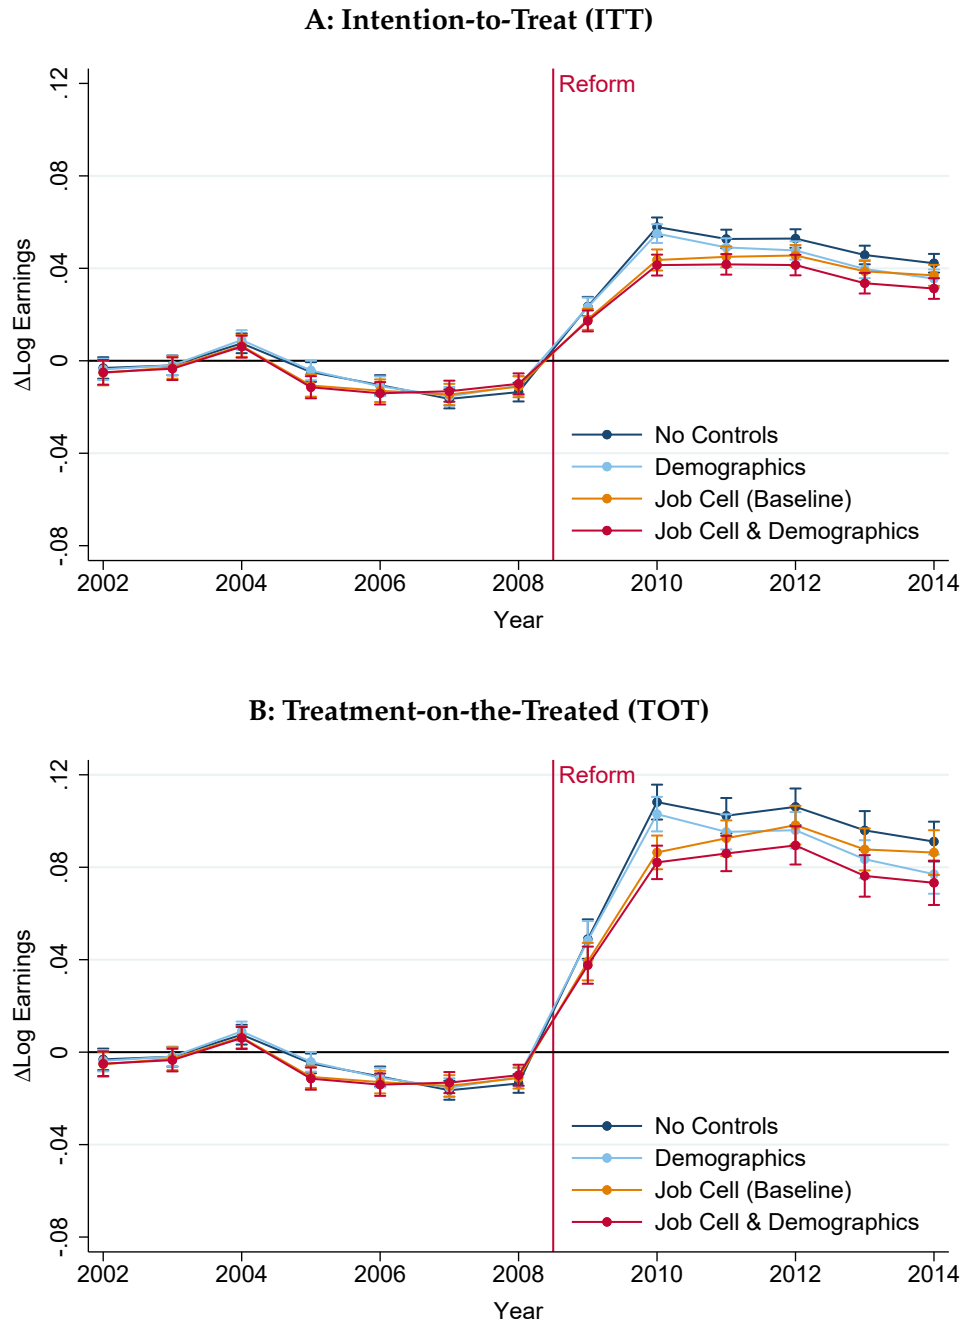 A: Intention-to-Treat (ITT)
.12
Reform
.08
ΔLog Earnings
.04
0
-.04
-.08
No Controls
Demographics
Job Cell (Baseline)
Job Cell & Demographics
2002 2004 2006 2008 2010 2012 2014
Year
B: Treatment-on-the-Treated (TOT)
.12
Reform
.08
ΔLog Earnings
.04
0
-.04
-.08
No Controls
Demographics
Job Cell (Baseline)
Job Cell & Demographics
2002 2004 2006 2008 2010 2012 2014
Year